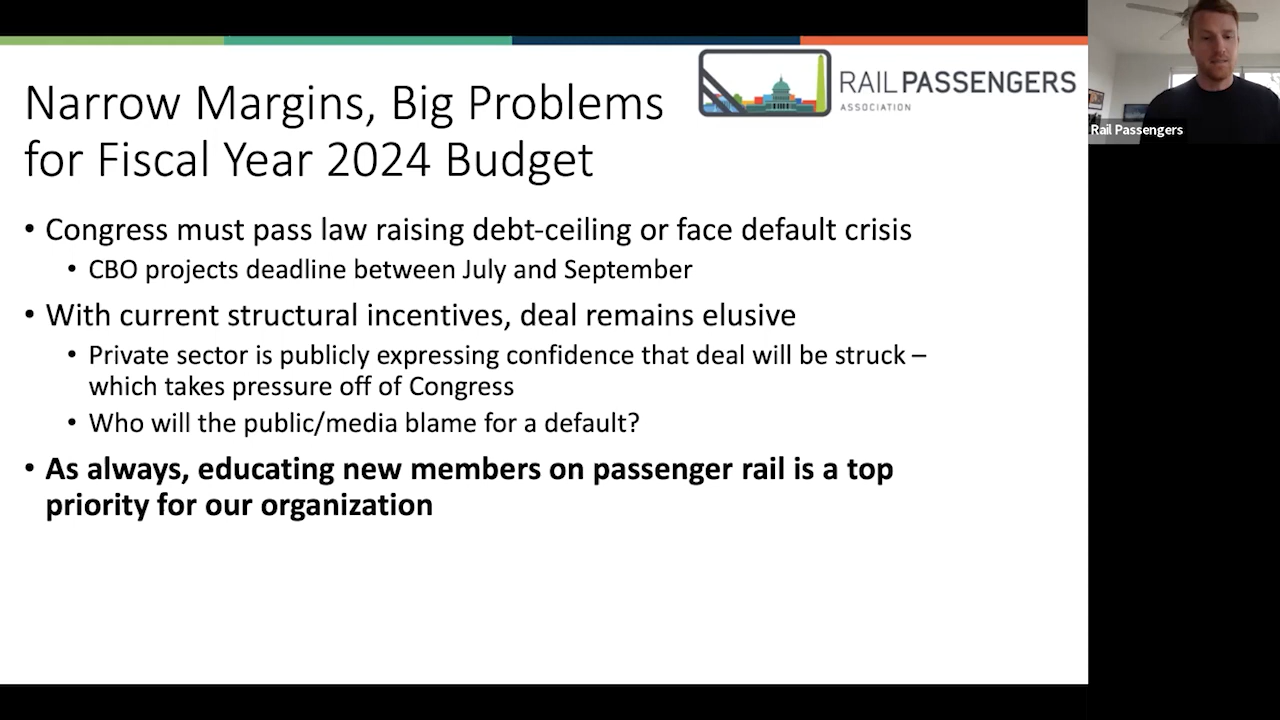 RAILPASSENGERS
ASSOCIATION
Narrow Margins, Big Problems
for Fiscal Year 2024 Budget
• Congress must pass law raising debt-ceiling or face default crisis
• CBO projects deadline between July and September
• With current structural incentives, deal remains elusive
• Private sector is publicly expressing confidence that deal will be struck –
which takes pressure off of Congress
• Who will the public/media blame for a default?
• As always, educating new members on passenger rail is a top
priority for our organization
Rail Passengers